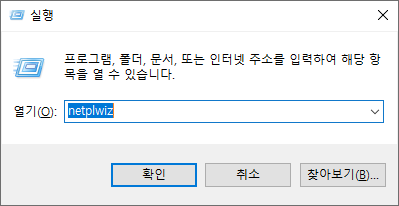 실행
프로그램, 폴더, 문서, 또는 인터넷 주소를 입력하여 해당 항
목을 열 수 있습니다.
열기(O): netplwiz
확인 취소 찾아보기(B)...